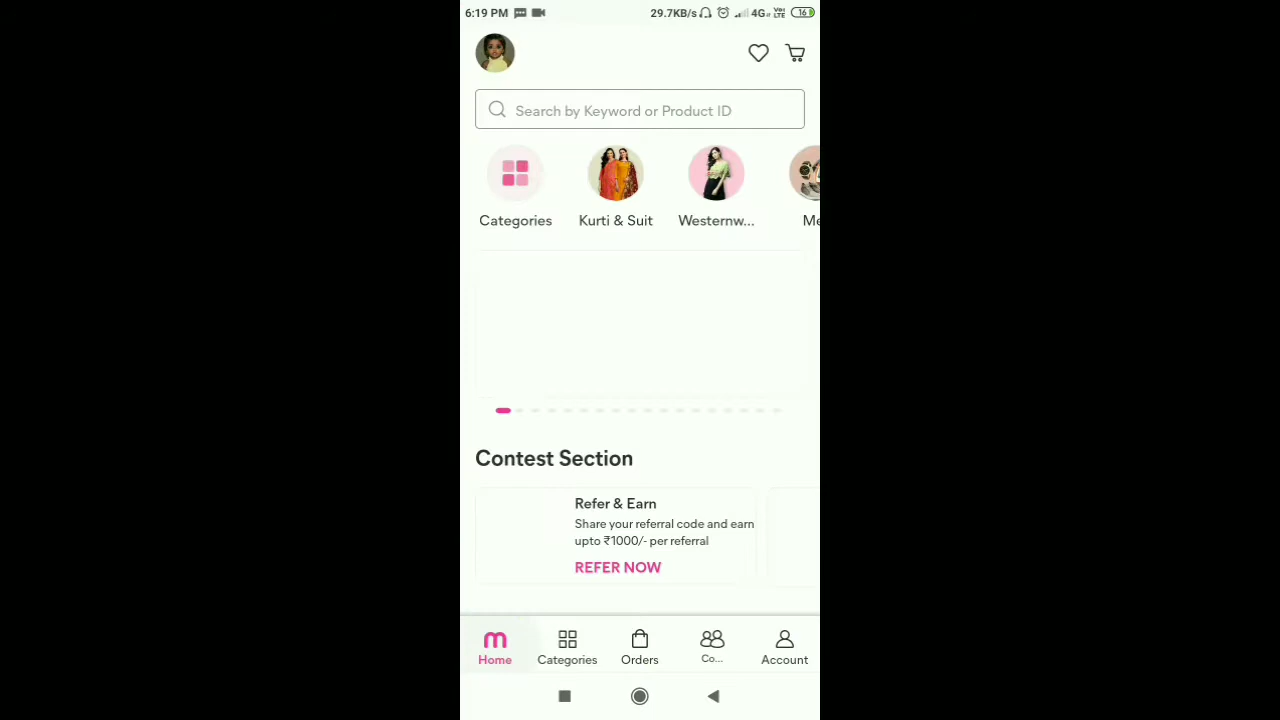 6:19 PM 29.7KB/s 4G VoLTE 16
Search by Keyword or Product ID
Categories Kurti & Suit Westernw... Me
Contest Section
Refer & Earn
Share your referral code and earn
upto ₹1000/- per referral
REFER NOW
m
Home Categories Orders Co... Account